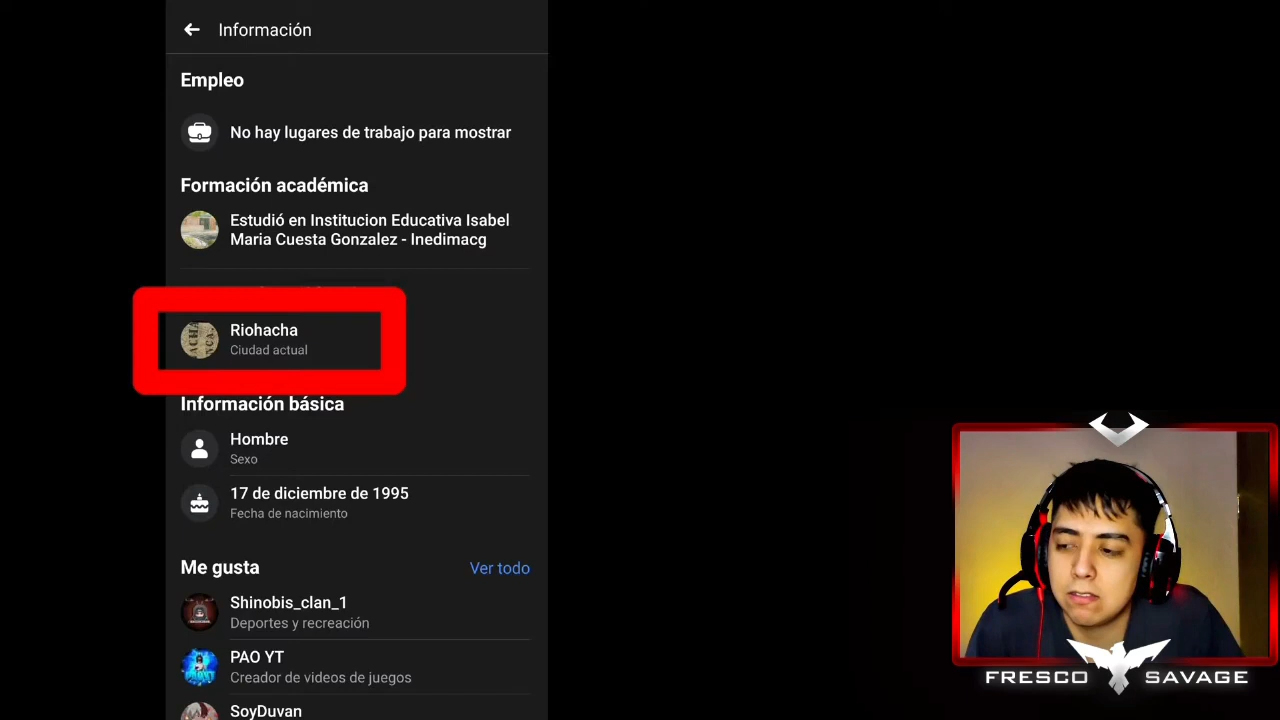 Información
Empleo
No hay lugares de trabajo para mostrar
Formación académica
Estudió en Institucion Educativa Isabel
Maria Cuesta Gonzalez - Inedimacg
Riohacha
Ciudad actual
Información básica
Hombre
Sexo
17 de diciembre de 1995
Fecha de nacimiento
Me gusta
Ver todo
Shinobis_clan_1
Deportes y recreación
PAO YT
Creador de videos de juegos
SoyDuvan
FRESCO SAVAGE